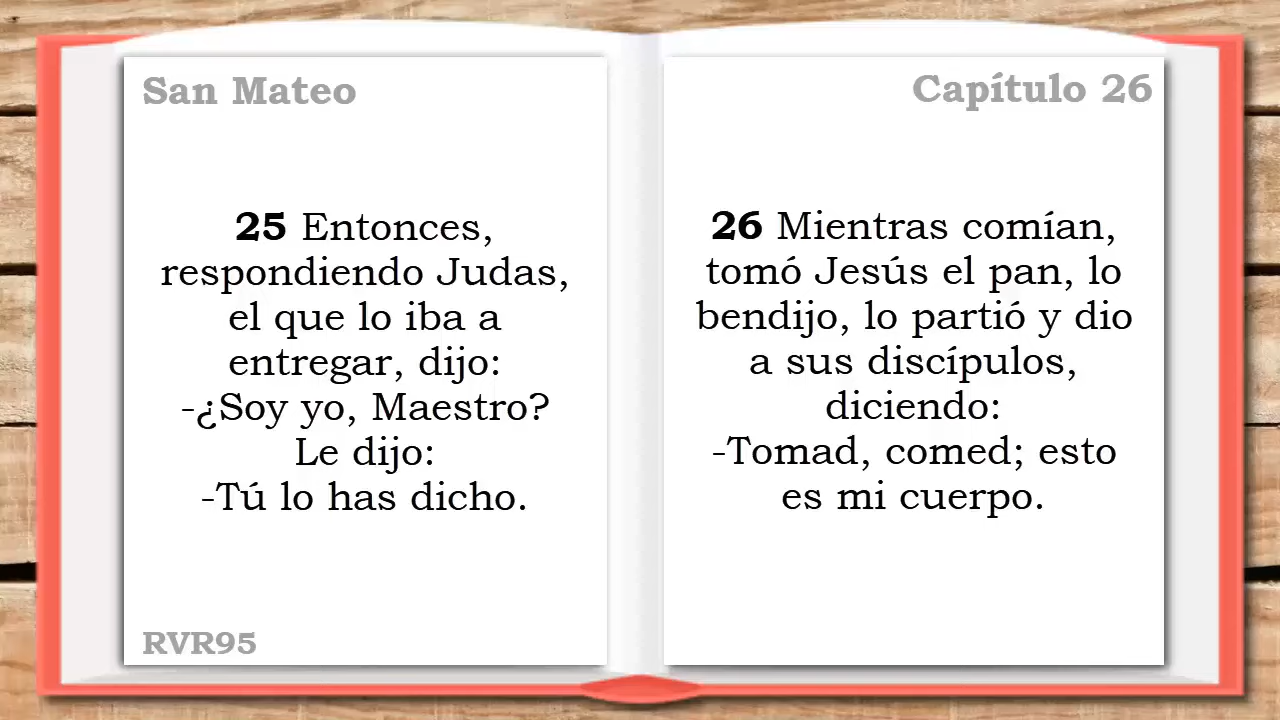 San Mateo
25 Entonces,
respondiendo Judas,
el que lo iba a
entregar, dijo:
-¿Soy yo, Maestro?
Le dijo:
-Tú lo has dicho.
RVR95
Capítulo 26
26 Mientras comían,
tomó Jesús el pan, lo
bendijo, lo partió y dio
a sus discípulos,
diciendo:
-Tomad, comed; esto
es mi cuerpo.